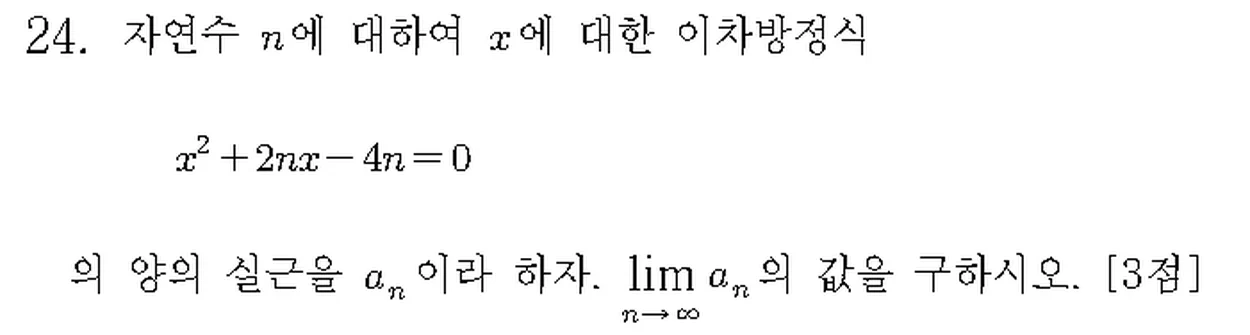 24. 자연수 n에 대하여 x에 대한 이차방정식
x² + 2nx − 4n = 0
의 양의 실근을 aₙ이라 하자. lim aₙ의 값을 구하시오. [3점]
n→∞